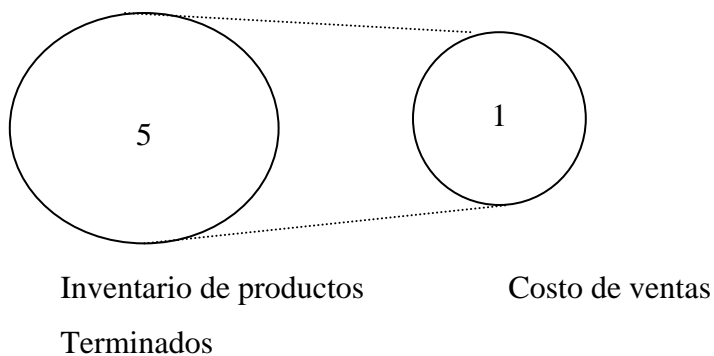 5
1
Inventario de productos
Costo de ventas
Terminados